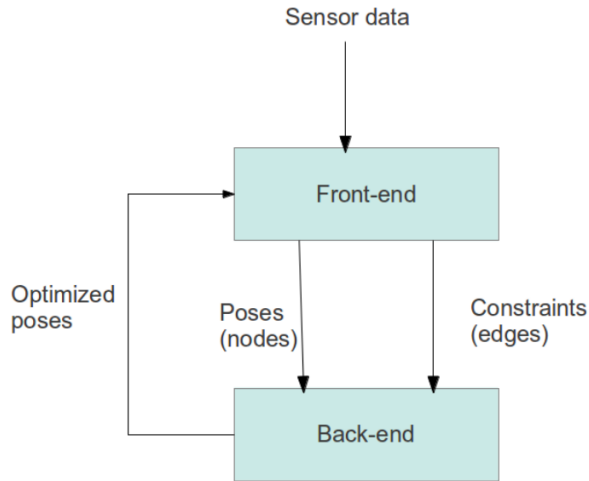 Sensor data
Front-end
Optimized
poses
Poses
(nodes)
Constraints
(edges)
Back-end